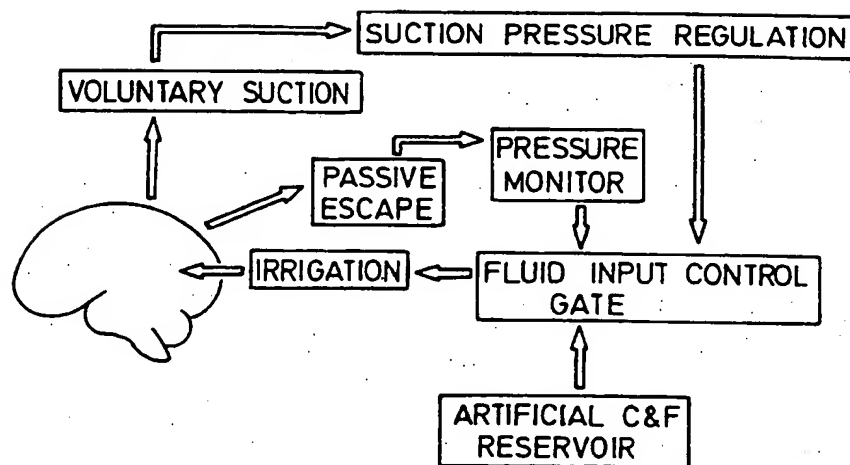 SUCTION PRESSURE REGULATION
VOLUNTARY SUCTION
PRESSURE
MONITOR
PASSIVE
ESCAPE
IRRIGATION
FLUID INPUT CONTROL
GATE
ARTIFICIAL C&F
RESERVOIR